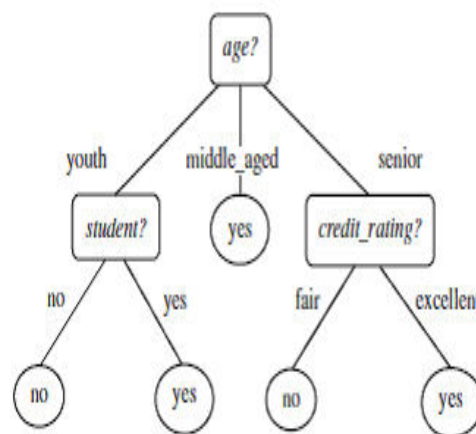 age?
youth
middle_aged
senior
student?
yes
credit_rating?
no
yes
fair
excellen
no
yes
no
yes